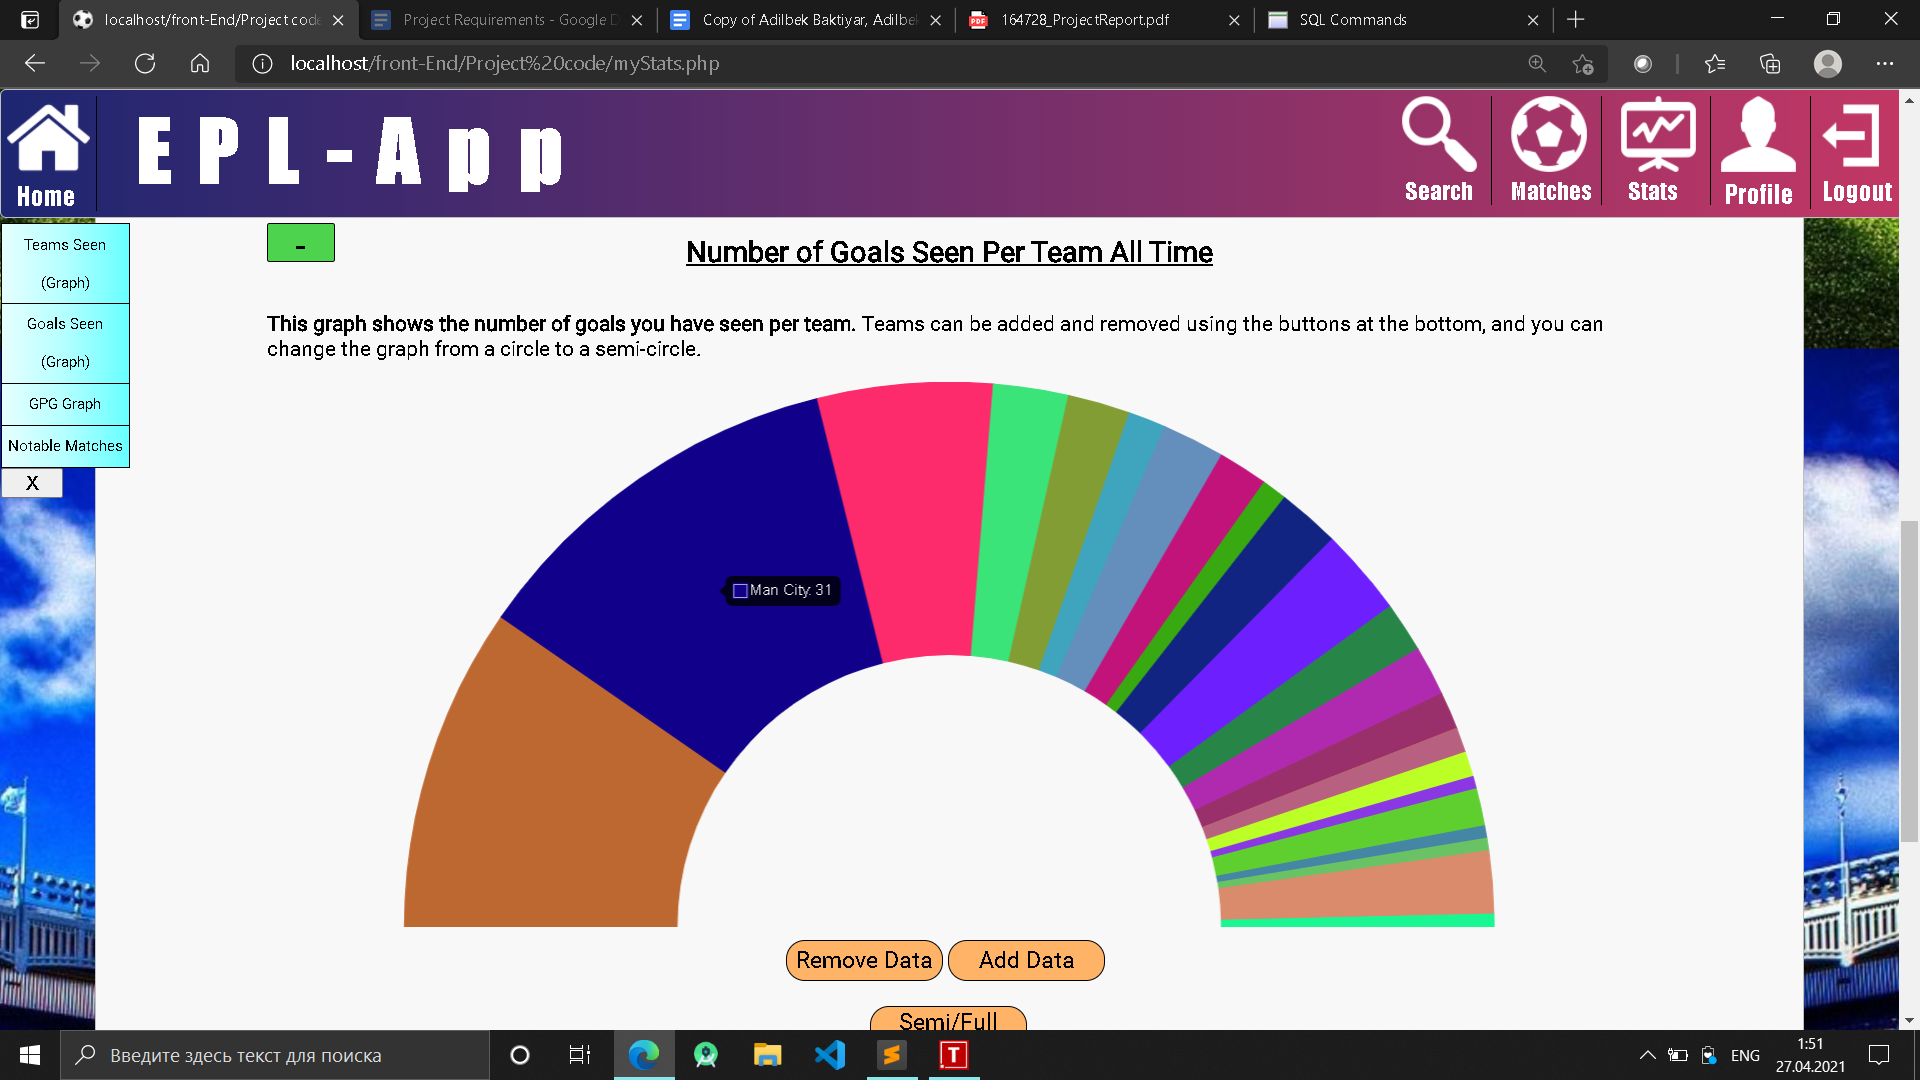 localhost/front-End/Project code
Project Requirements - Google D
Copy of Adilbek Baktiyar, Adilbe
164728_ProjectReport.pdf
SQL Commands
localhost/front-End/Project%20code/myStats.php
Home
EPL-App
Search
Matches
Stats
Profile
Logout
Teams Seen
(Graph)
Goals Seen
(Graph)
GPG Graph
Notable Matches
X
-
Number of Goals Seen Per Team All Time
This graph shows the number of goals you have seen per team. Teams can be added and removed using the buttons at the bottom, and you can
change the graph from a circle to a semi-circle.
Man City: 31
Remove Data
Add Data
Semi/Full
Введите здесь текст для поиска
ENG
1:51
27.04.2021